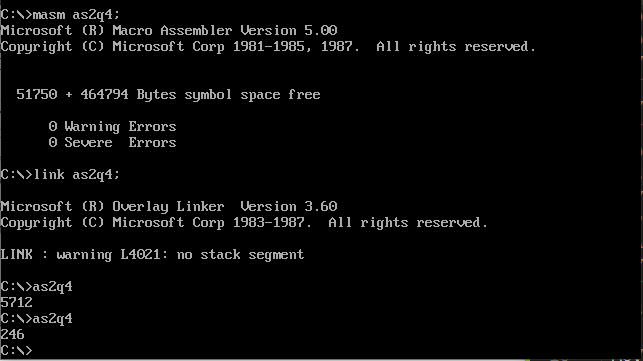 C:\>masm as2q4;
Microsoft (R) Macro Assembler Version 5.00
Copyright (C) Microsoft Corp 1981-1985, 1987.  All rights reserved.
51750 + 464794 Bytes symbol space free
0 Warning Errors
0 Severe  Errors
C:\>link as2q4;
Microsoft (R) Overlay Linker  Version 3.60
Copyright (C) Microsoft Corp 1983-1987.  All rights reserved.
LINK : warning L4021: no stack segment
C:\>as2q4
5712
C:\>as2q4
246
C:\>